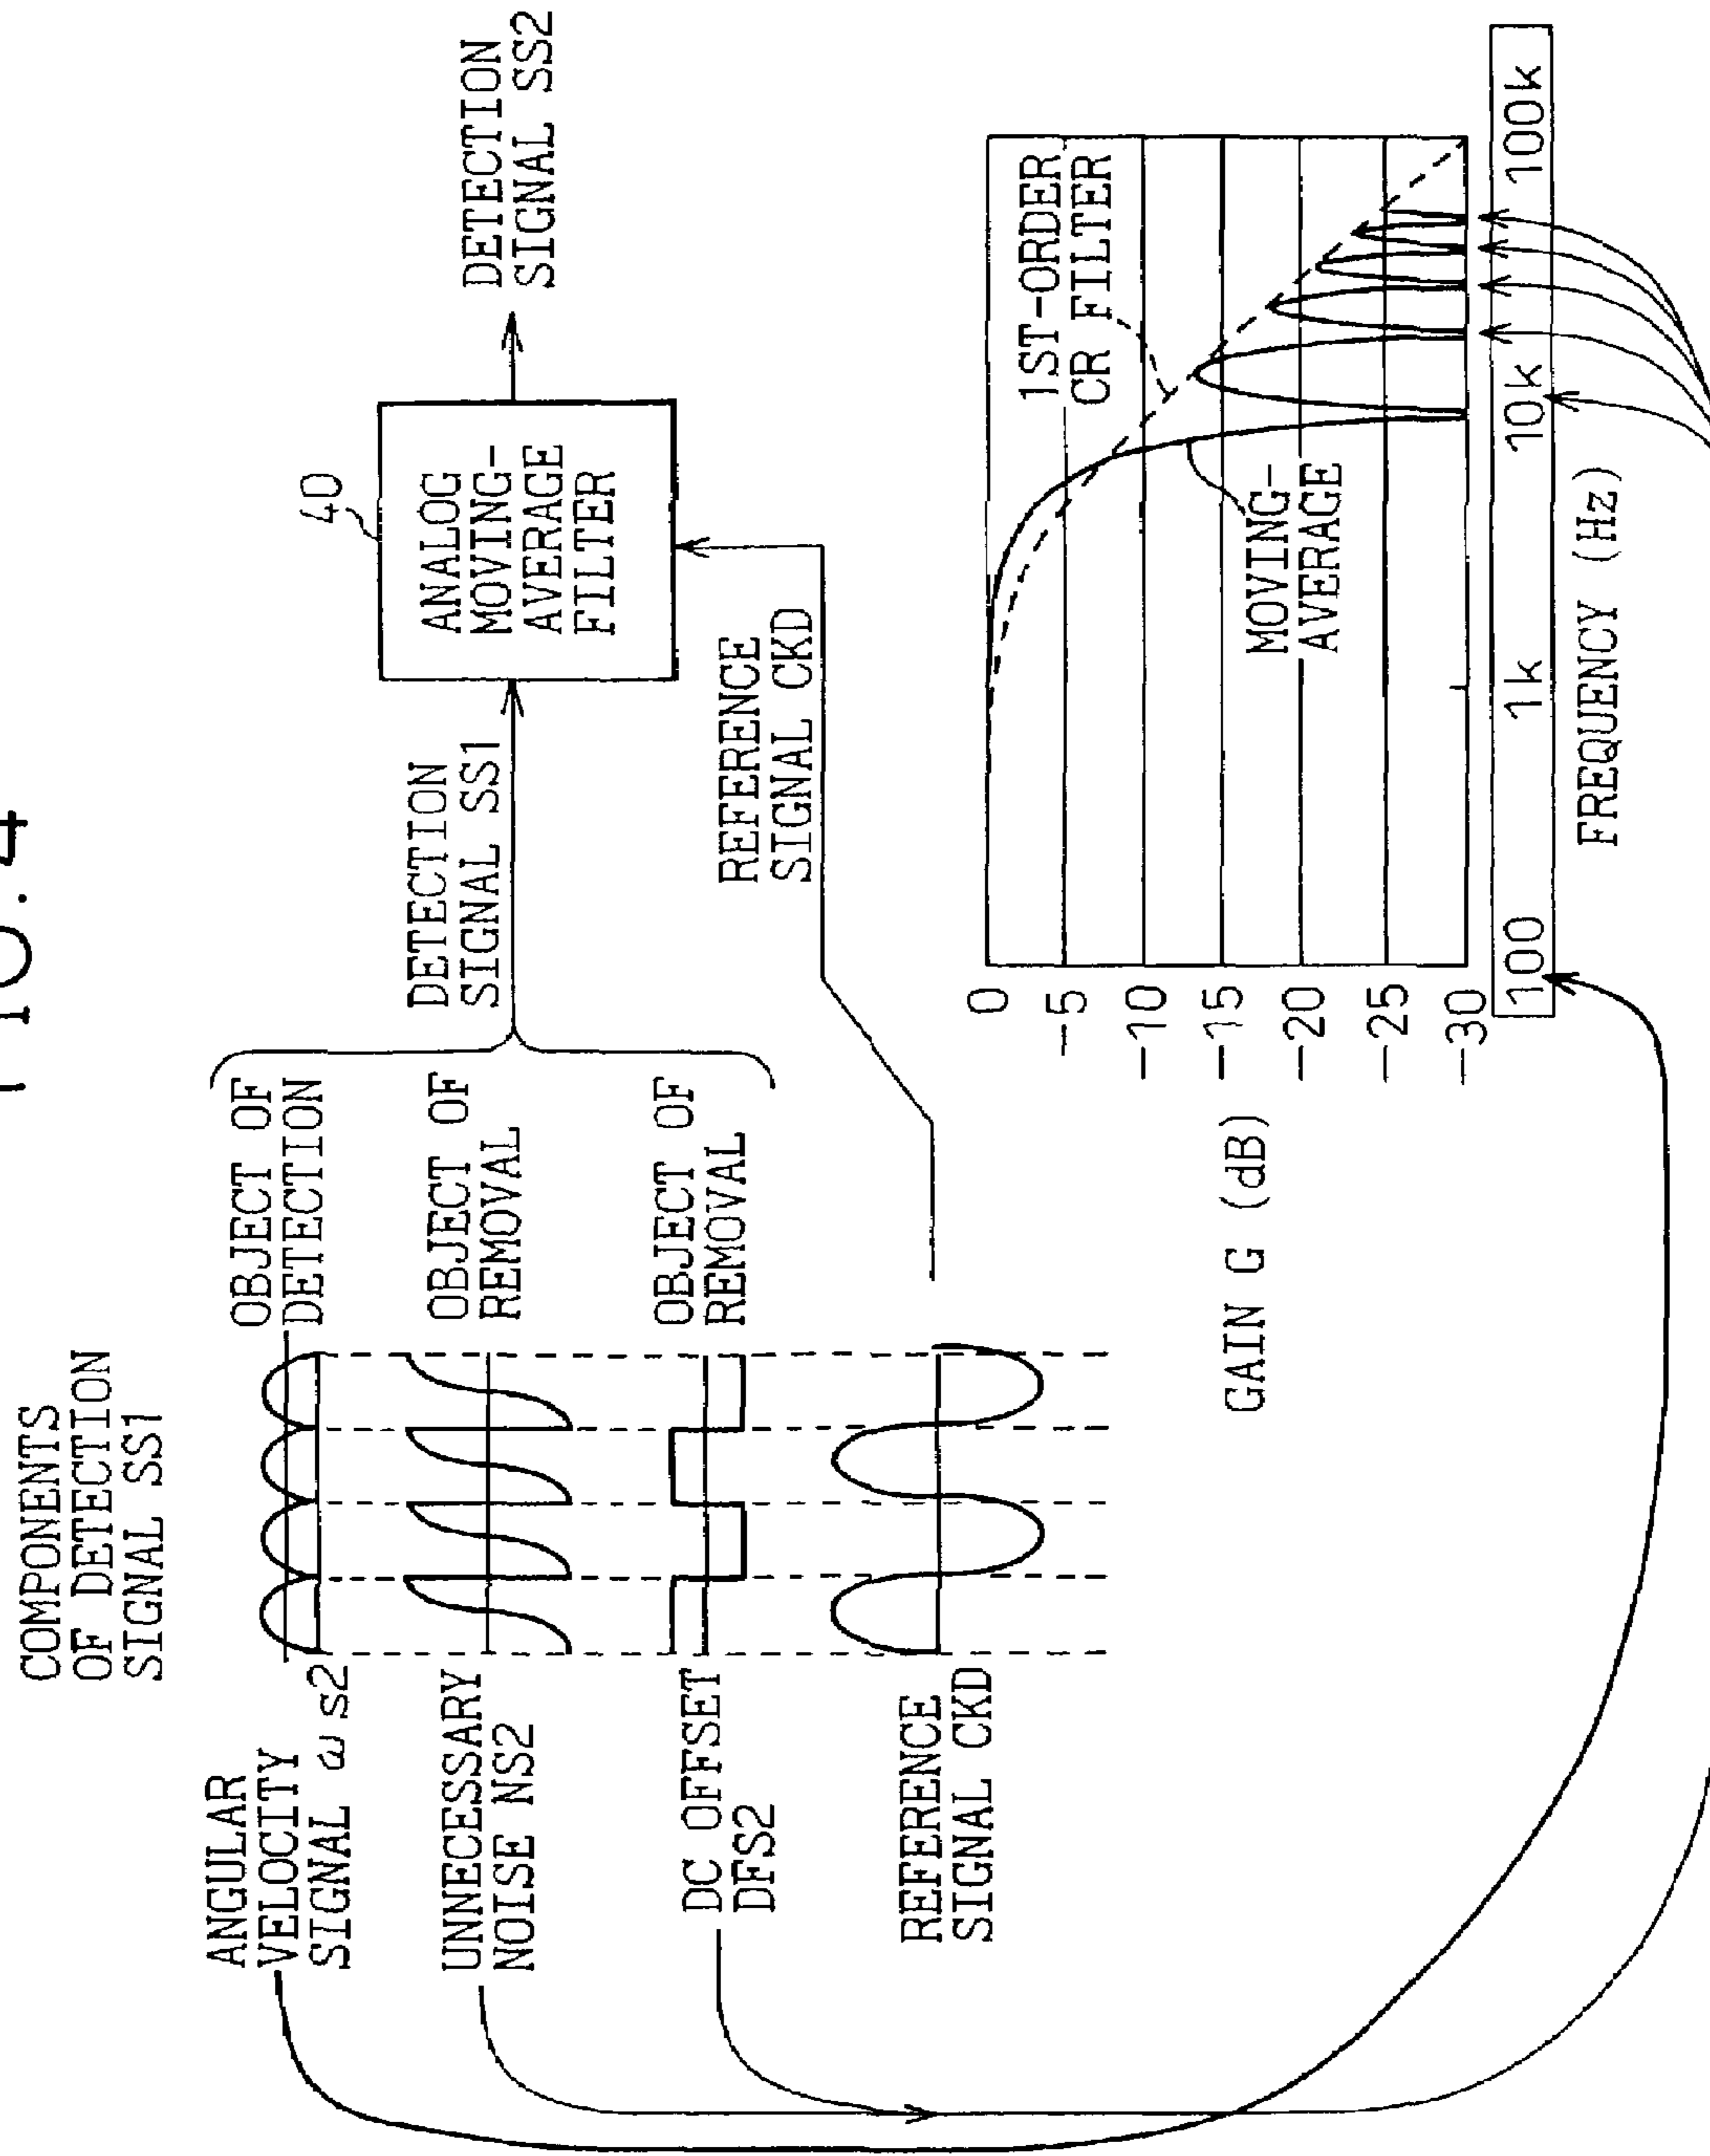 FIG.4
COMPONENTS
OF DETECTION
SIGNAL SS1
ANGULAR
VELOCITY
SIGNAL ω s2
OBJECT OF
DETECTION
UNNECESSARY
NOISE NS2
OBJECT OF
REMOVAL
DC OFFSET
DFS2
OBJECT OF
REMOVAL
REFERENCE
SIGNAL CKD
DETECTION
SIGNAL SS1
40
ANALOG
MOVING-
AVERAGE
FILTER
DETECTION
SIGNAL SS2
REFERENCE
SIGNAL CKD
GAIN G (dB)
0
-5
-10
-15
-20
-25
-30
1ST-ORDER
CR FILTER
MOVING-
AVERAGE
100 1k 10k 100k
FREQUENCY (Hz)